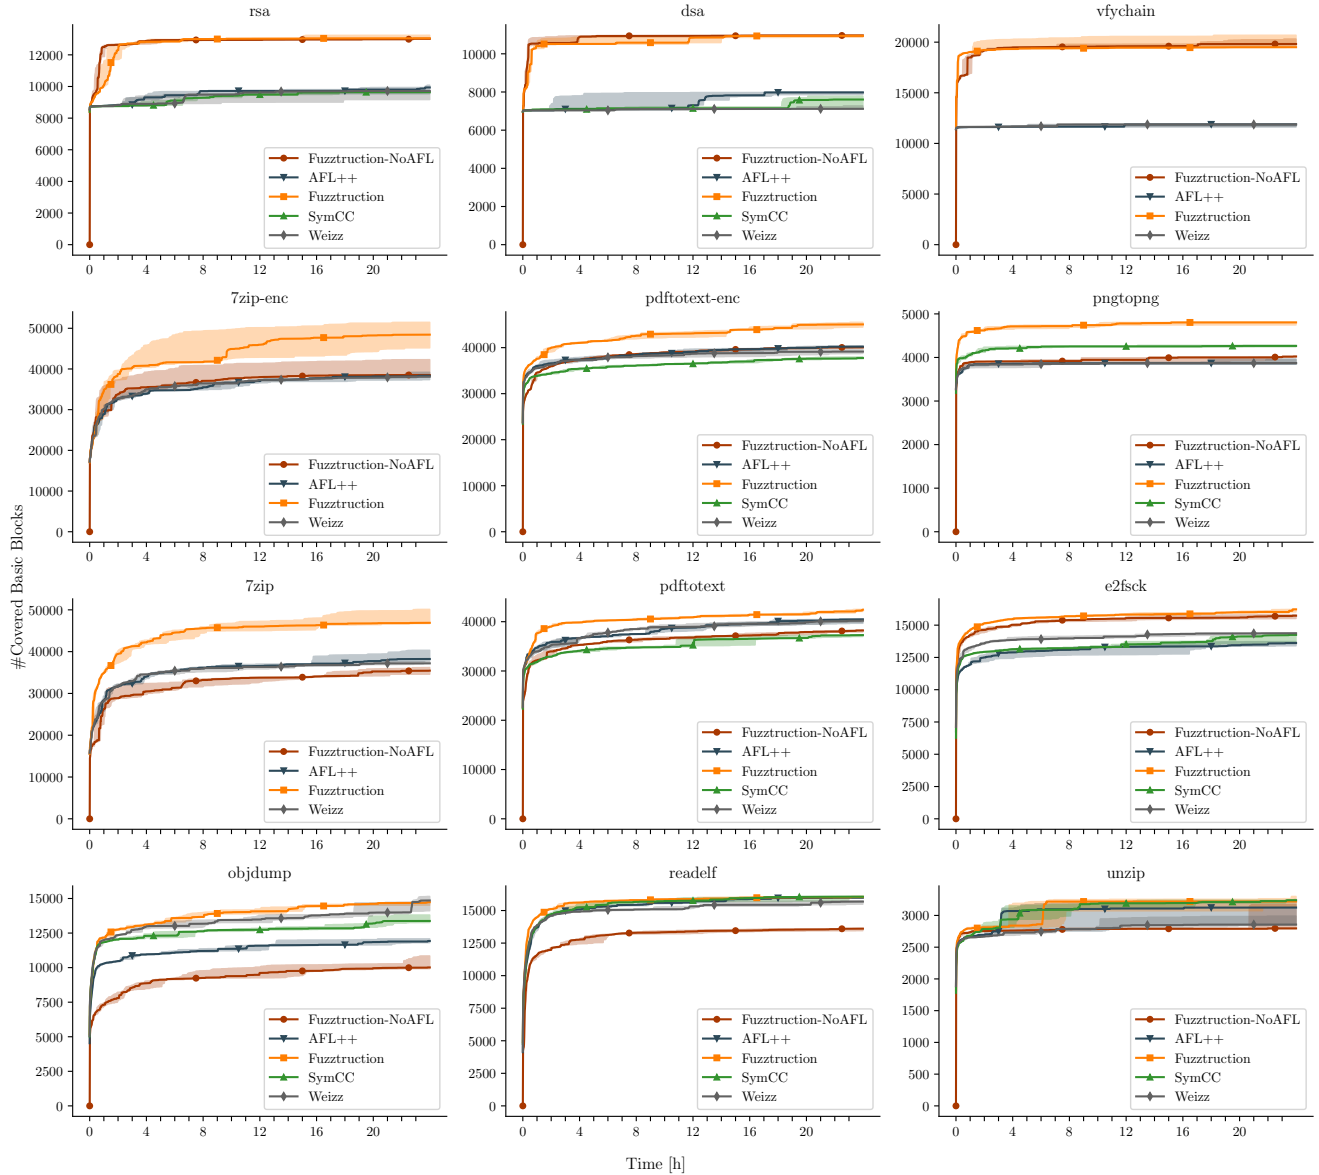 rsa
12000
10000
8000
6000
4000
2000
0
Fuzztruction-NoAFL
AFL++
Fuzztruction
SymCC
Weizz
0 4 8 12 16 20
dsa
10000
8000
6000
4000
2000
0
Fuzztruction-NoAFL
AFL++
Fuzztruction
SymCC
Weizz
0 4 8 12 16 20
vfychain
20000
15000
10000
5000
0
Fuzztruction-NoAFL
AFL++
Fuzztruction
Weizz
0 4 8 12 16 20
7zip-enc
50000
40000
30000
20000
10000
0
Fuzztruction-NoAFL
AFL++
Fuzztruction
Weizz
0 4 8 12 16 20
pdftotext-enc
40000
30000
20000
10000
0
Fuzztruction-NoAFL
AFL++
Fuzztruction
SymCC
Weizz
0 4 8 12 16 20
pngtopng
5000
4000
3000
2000
1000
0
Fuzztruction-NoAFL
AFL++
Fuzztruction
SymCC
Weizz
0 4 8 12 16 20
#Covered Basic Blocks
7zip
50000
40000
30000
20000
10000
0
Fuzztruction-NoAFL
AFL++
Fuzztruction
Weizz
0 4 8 12 16 20
pdftotext
40000
30000
20000
10000
0
Fuzztruction-NoAFL
AFL++
Fuzztruction
SymCC
Weizz
0 4 8 12 16 20
e2fsck
15000
12500
10000
7500
5000
2500
0
Fuzztruction-NoAFL
AFL++
Fuzztruction
SymCC
Weizz
0 4 8 12 16 20
objdump
15000
12500
10000
7500
5000
2500
0
Fuzztruction-NoAFL
AFL++
Fuzztruction
SymCC
Weizz
0 4 8 12 16 20
readelf
15000
12500
10000
7500
5000
2500
0
Fuzztruction-NoAFL
AFL++
Fuzztruction
SymCC
Weizz
0 4 8 12 16 20
unzip
3000
2500
2000
1500
1000
500
0
Fuzztruction-NoAFL
AFL++
Fuzztruction
SymCC
Weizz
0 4 8 12 16 20
Time [h]